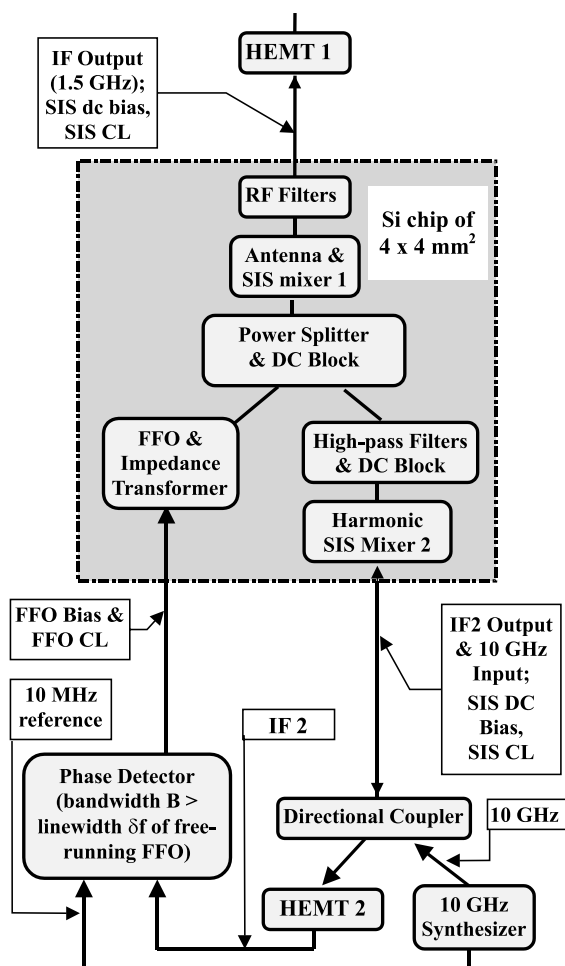 HEMT 1
IF Output
(1.5 GHz);
SIS dc bias,
SIS CL
RF Filters
Si chip of
4 x 4 mm²
Antenna &
SIS mixer 1
Power Splitter
& DC Block
FFO &
Impedance
Transformer
High-pass Filters
& DC Block
Harmonic
SIS Mixer 2
FFO Bias &
FFO CL
IF2 Output
& 10 GHz
Input;
SIS DC
Bias,
SIS CL
10 MHz
reference
IF 2
Phase Detector
(bandwidth B >
linewidth δf of free-
running FFO)
Directional Coupler
10 GHz
HEMT 2
10 GHz
Synthesizer